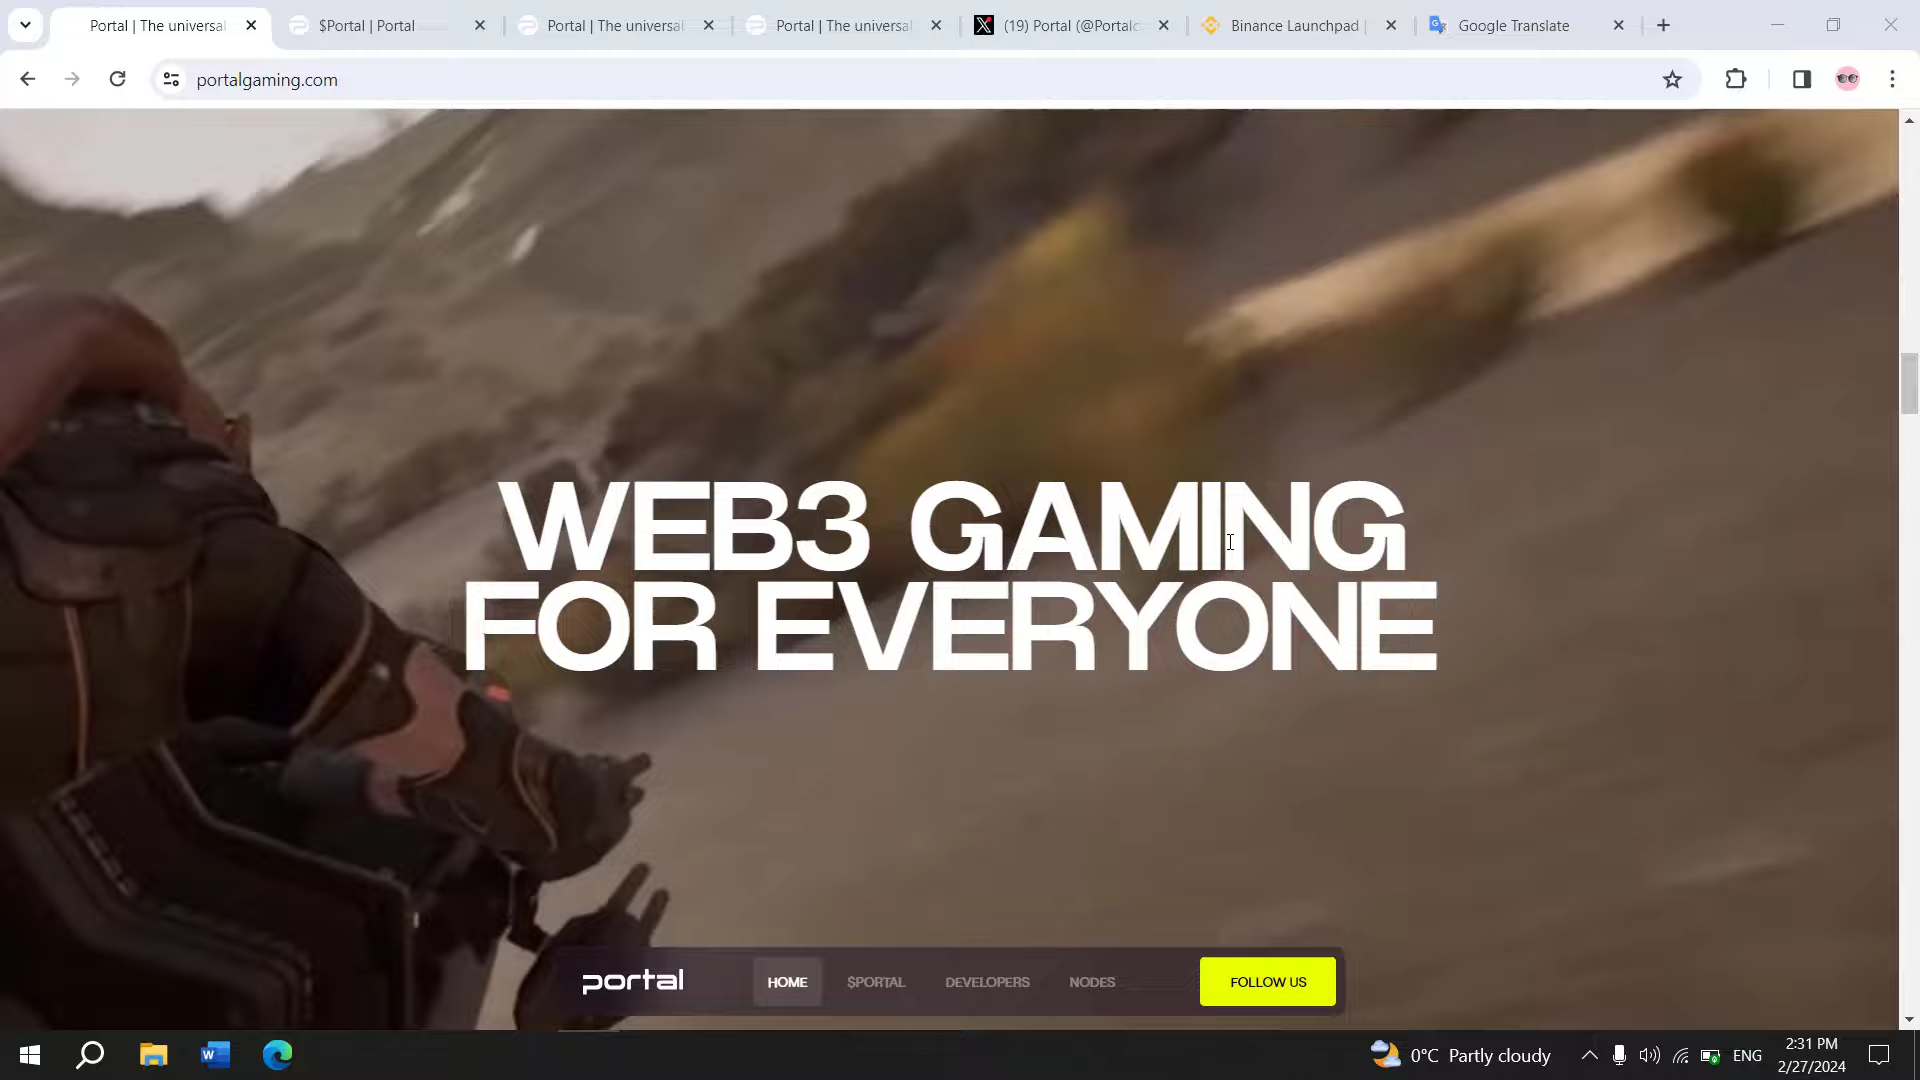 Portal | The universal
$Portal | Portal
Portal | The universal
Portal | The universal
(19) Portal (@Portalc
Binance Launchpad |
Google Translate
portalgaming.com
WEB3 GAMING
FOR EVERYONE
portal
HOME
$PORTAL
DEVELOPERS
NODES
FOLLOW US
0°C Partly cloudy
ENG
2:31 PM
2/27/2024